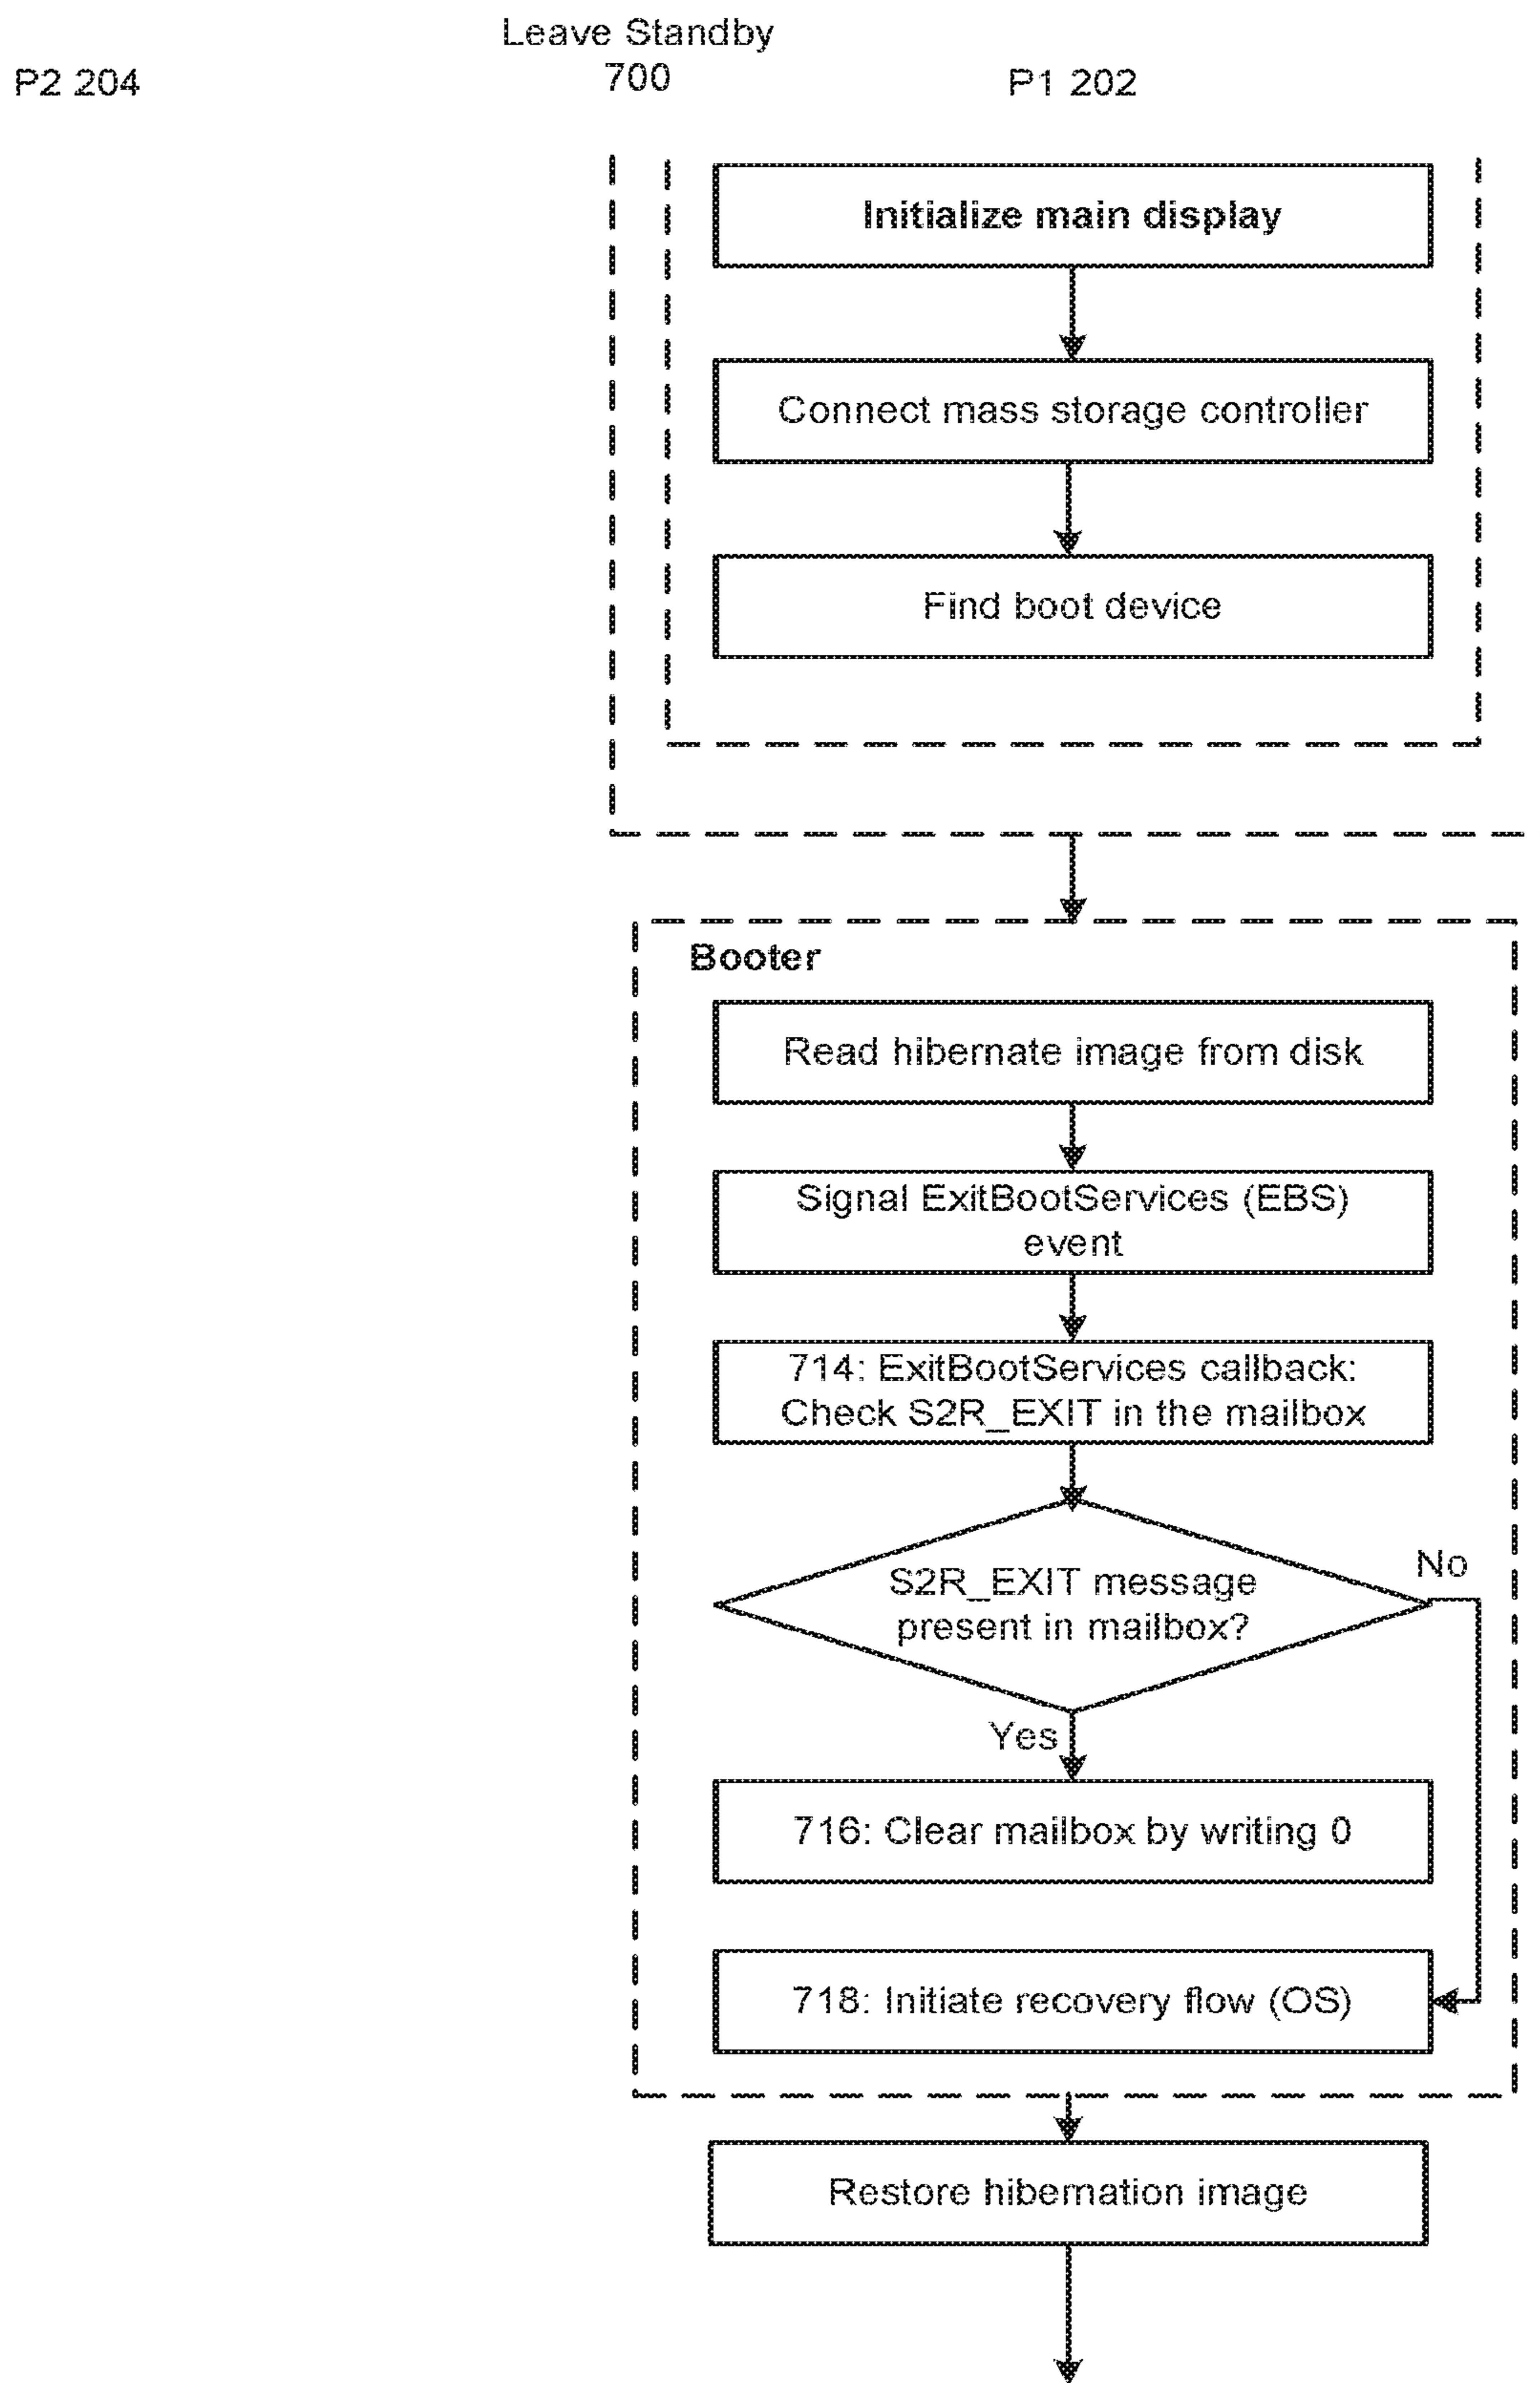 Leave Standby
P2 204
700
P1 202
Initialize main display
Connect mass storage controller
Find boot device
Booter
Read hibernate image from disk
Signal ExitBootServices (EBS)
event
714: ExitBootServices callback:
Check S2R_EXIT in the mailbox
S2R_EXIT message
present in mailbox?
No
Yes
716: Clear mailbox by writing 0
718: Initiate recovery flow (OS)
Restore hibernation image